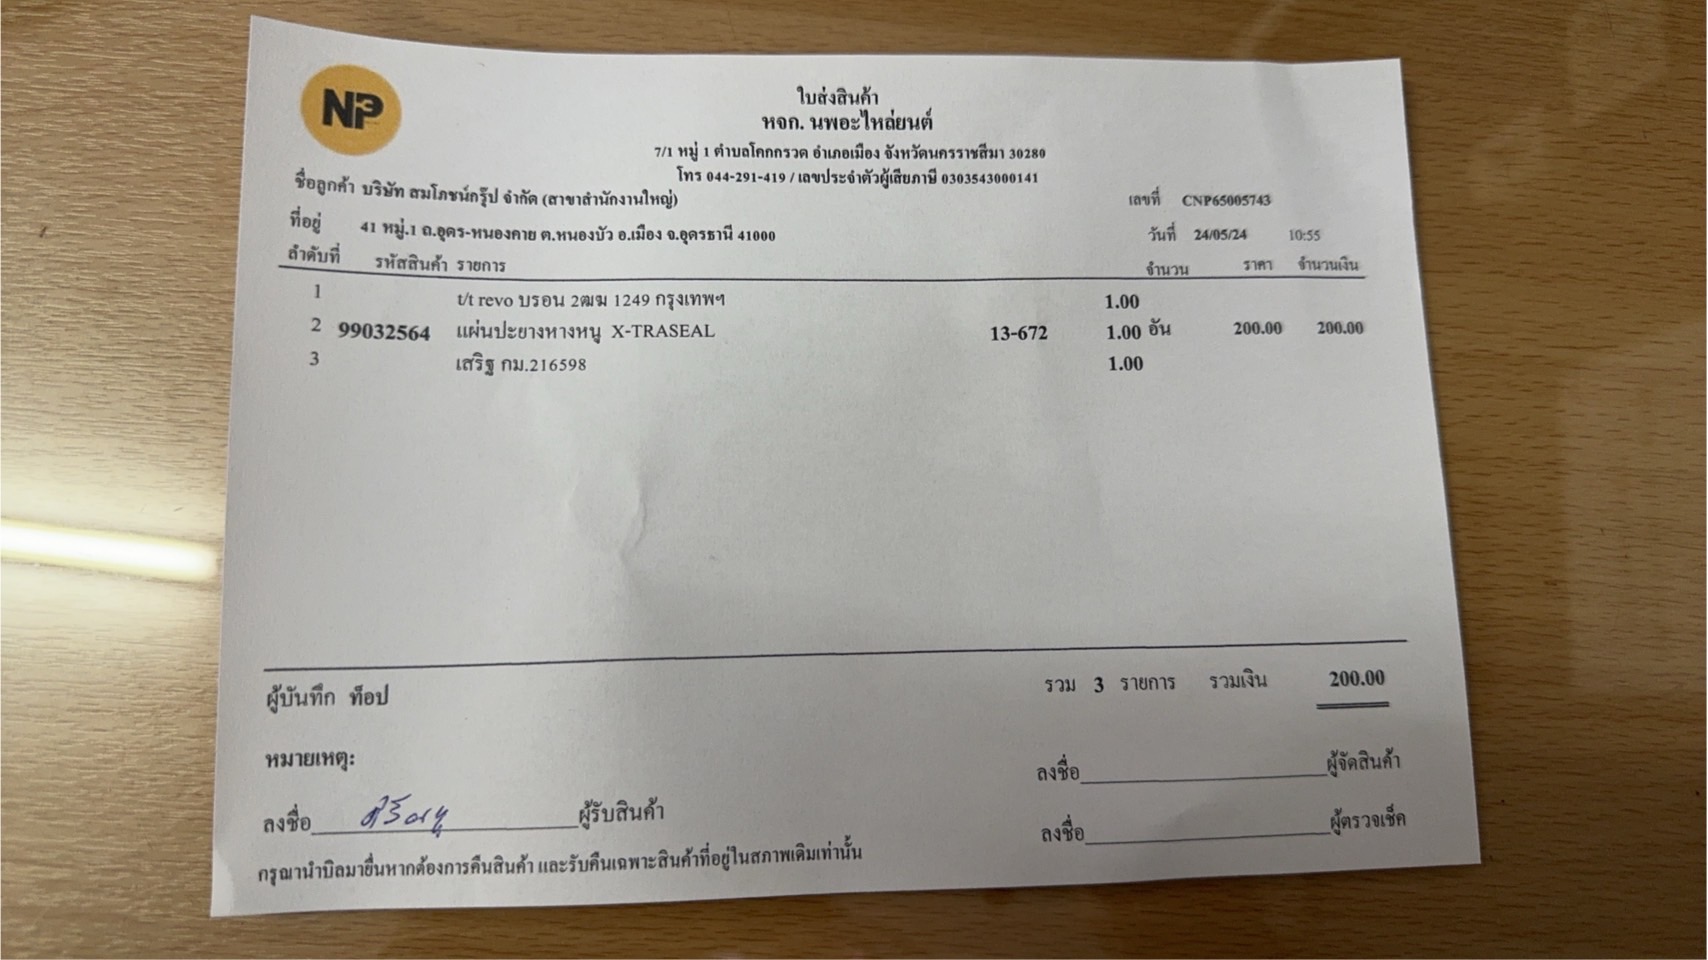 NP
ใบส่งสินค้า
หจก. นพอะไหล่ยนต์
7/1 หมู่ 1 ตำบลโคกกรวด อำเภอเมือง จังหวัดนครราชสีมา 30280
โทร 044-291-419 / เลขประจำตัวผู้เสียภาษี 0303543000141
ชื่อลูกค้า บริษัท สมโภชน์กรุ๊ป จำกัด (สาขาสำนักงานใหญ่) เลขที่ CNP65005743
ที่อยู่ 41 หมู่.1 ถ.อุดร-หนองคาย ต.หนองบัว อ.เมือง จ.อุดรธานี 41000 วันที่ 24/05/24 10:55
ลำดับที่ รหัสสินค้า รายการ จำนวน ราคา จำนวนเงิน
1 t/t revo บรอน 2ฒฆ 1249 กรุงเทพฯ 1.00
2 99032564 แผ่นปะยางหางหนู X-TRASEAL 13-672 1.00 อัน 200.00 200.00
3 เสริฐ กม.216598 1.00
ผู้บันทึก ท็อป รวม 3 รายการ รวมเงิน 200.00
หมายเหตุ:
ลงชื่อ ผู้จัดสินค้า
ลงชื่อ ผู้รับสินค้า
ลงชื่อ ผู้ตรวจเช็ค
กรุณานำบิลมายื่นหากต้องการคืนสินค้า และรับคืนเฉพาะสินค้าที่อยู่ในสภาพเดิมเท่านั้น